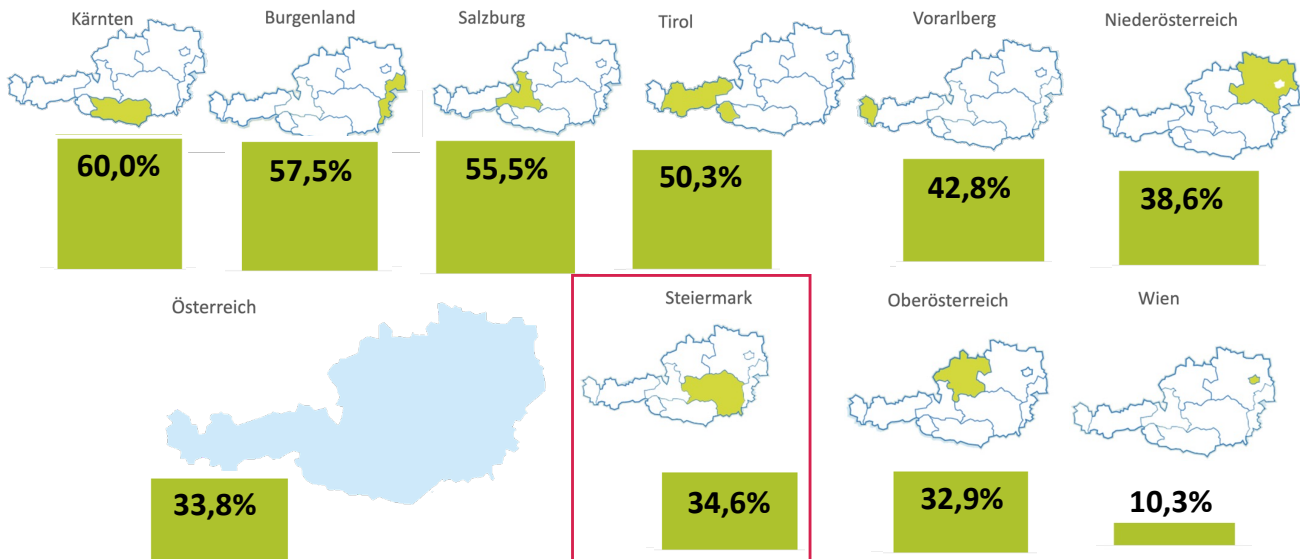 Kärnten
Burgenland
Salzburg
Tirol
Vorarlberg
Niederösterreich
60,0%
57,5%
55,5%
50,3%
42,8%
38,6%
Österreich
Steiermark
Oberösterreich
Wien
33,8%
34,6%
32,9%
10,3%